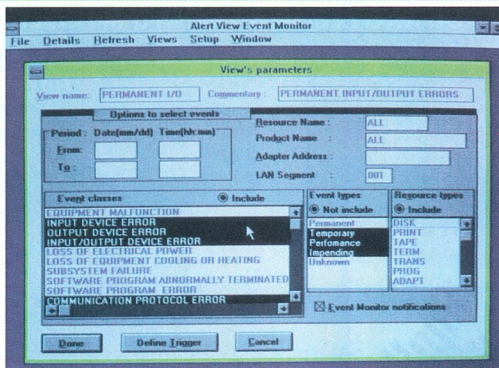 Alert View Event Monitor
File Details Refresh Views Setup Window
View's parameters
View name: PERMANENT I/O Commentary : PERMANENT INPUT/OUTPUT ERRORS
Options to select events
Period : Date(mm/dd) Time(hh:mm)
From:
To :
Resource Name : ALL
Product Name : ALL
Adapter Address :
LAN Segment : 001
Event classes Include
EQUIPMENT MALFUNCTION
INPUT DEVICE ERROR
OUTPUT DEVICE ERROR
INPUT/OUTPUT DEVICE ERROR
LOSS OF ELECTRICAL POWER
LOSS OF EQUIPMENT COOLING OR HEATING
SUBSYSTEM FAILURE
SOFTWARE PROGRAM ABNORMALLY TERMINATED
SOFTWARE PROGRAM ERROR
COMMUNICATION PROTOCOL ERROR
Event types
Not include
Permanent
Temporary
Perfomance
Impending
Unknown
Resource types
Include
DISK
PRINT
TAPE
TERM
TRANS
PROG
ADAPT
Event Monitor notifications
Done Define Trigger Cancel